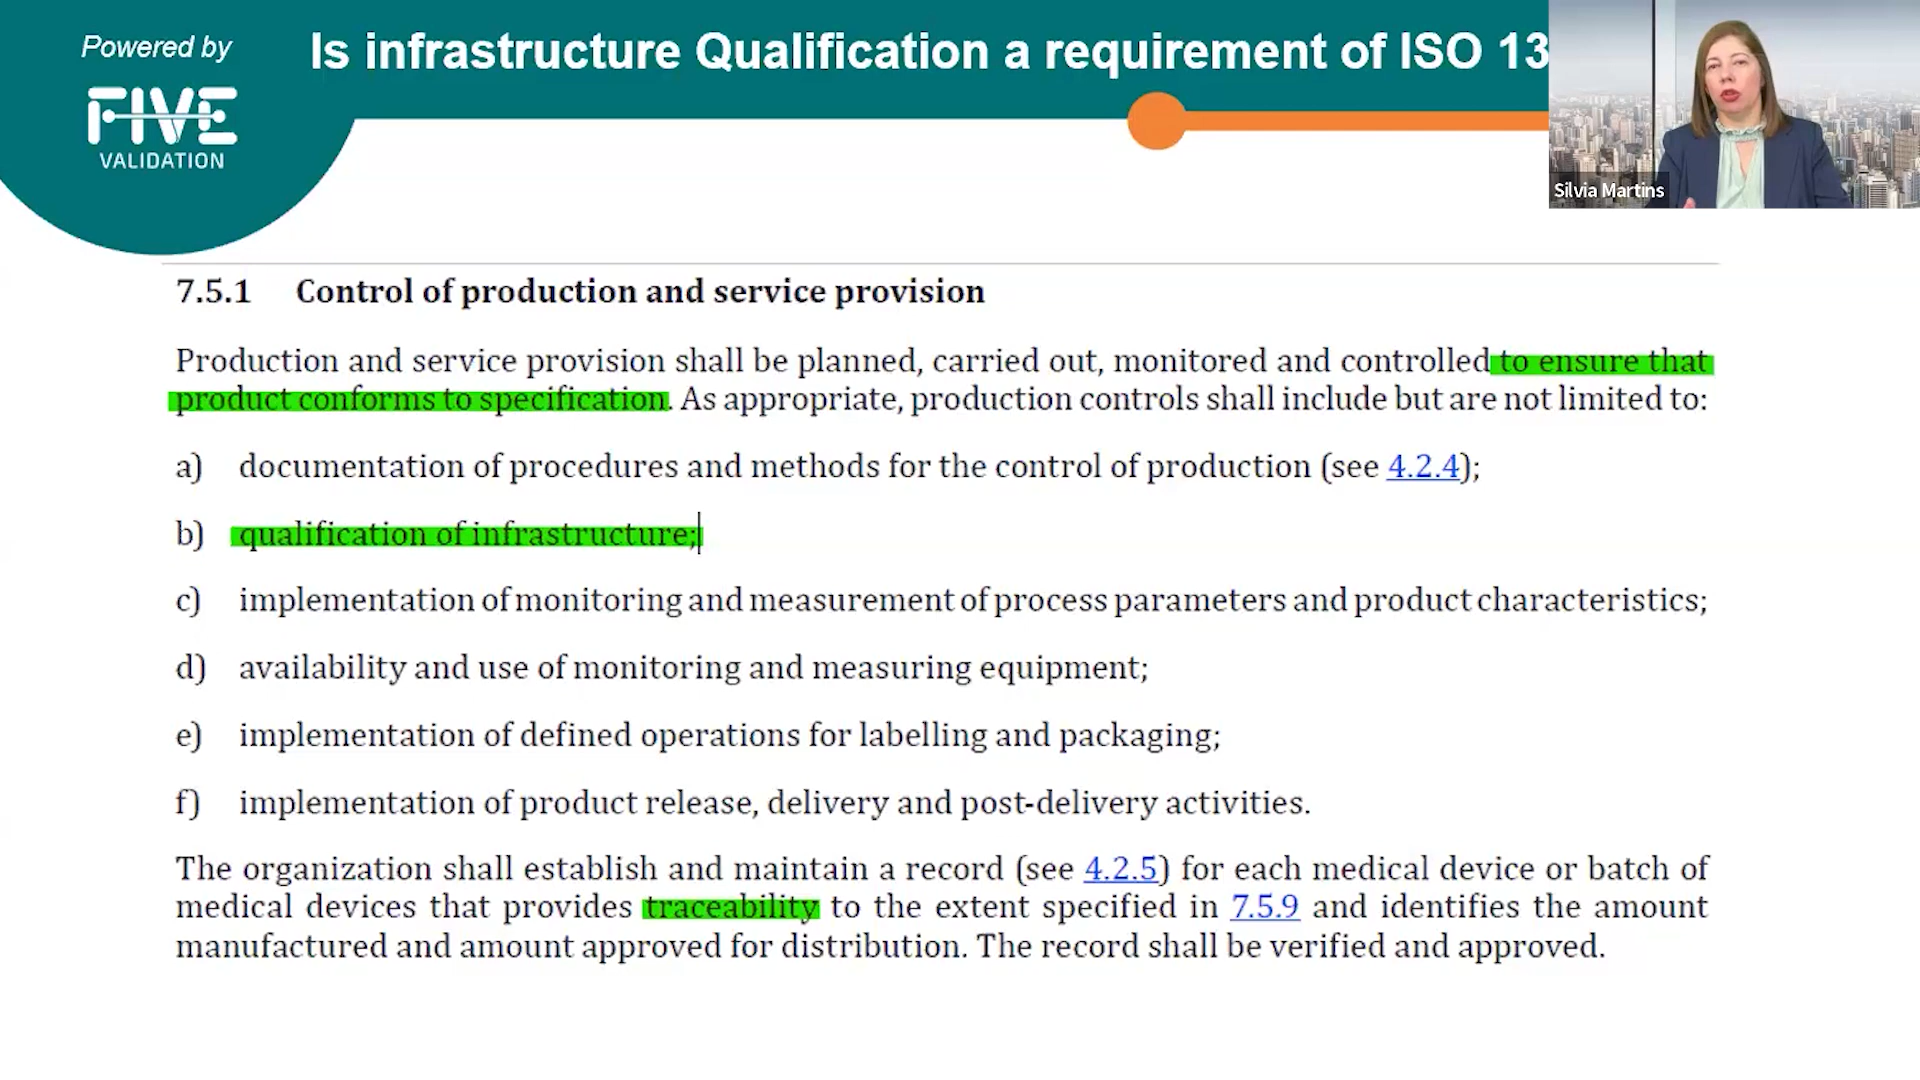 Powered by
FIVE
VALIDATION
Is infrastructure Qualification a requirement of ISO 13
Silvia Martins
7.5.1 Control of production and service provision
Production and service provision shall be planned, carried out, monitored and controlled to ensure that
product conforms to specification. As appropriate, production controls shall include but are not limited to:
a) documentation of procedures and methods for the control of production (see 4.2.4);
b) qualification of infrastructure;
c) implementation of monitoring and measurement of process parameters and product characteristics;
d) availability and use of monitoring and measuring equipment;
e) implementation of defined operations for labelling and packaging;
f) implementation of product release, delivery and post-delivery activities.
The organization shall establish and maintain a record (see 4.2.5) for each medical device or batch of
medical devices that provides traceability to the extent specified in 7.5.9 and identifies the amount
manufactured and amount approved for distribution. The record shall be verified and approved.